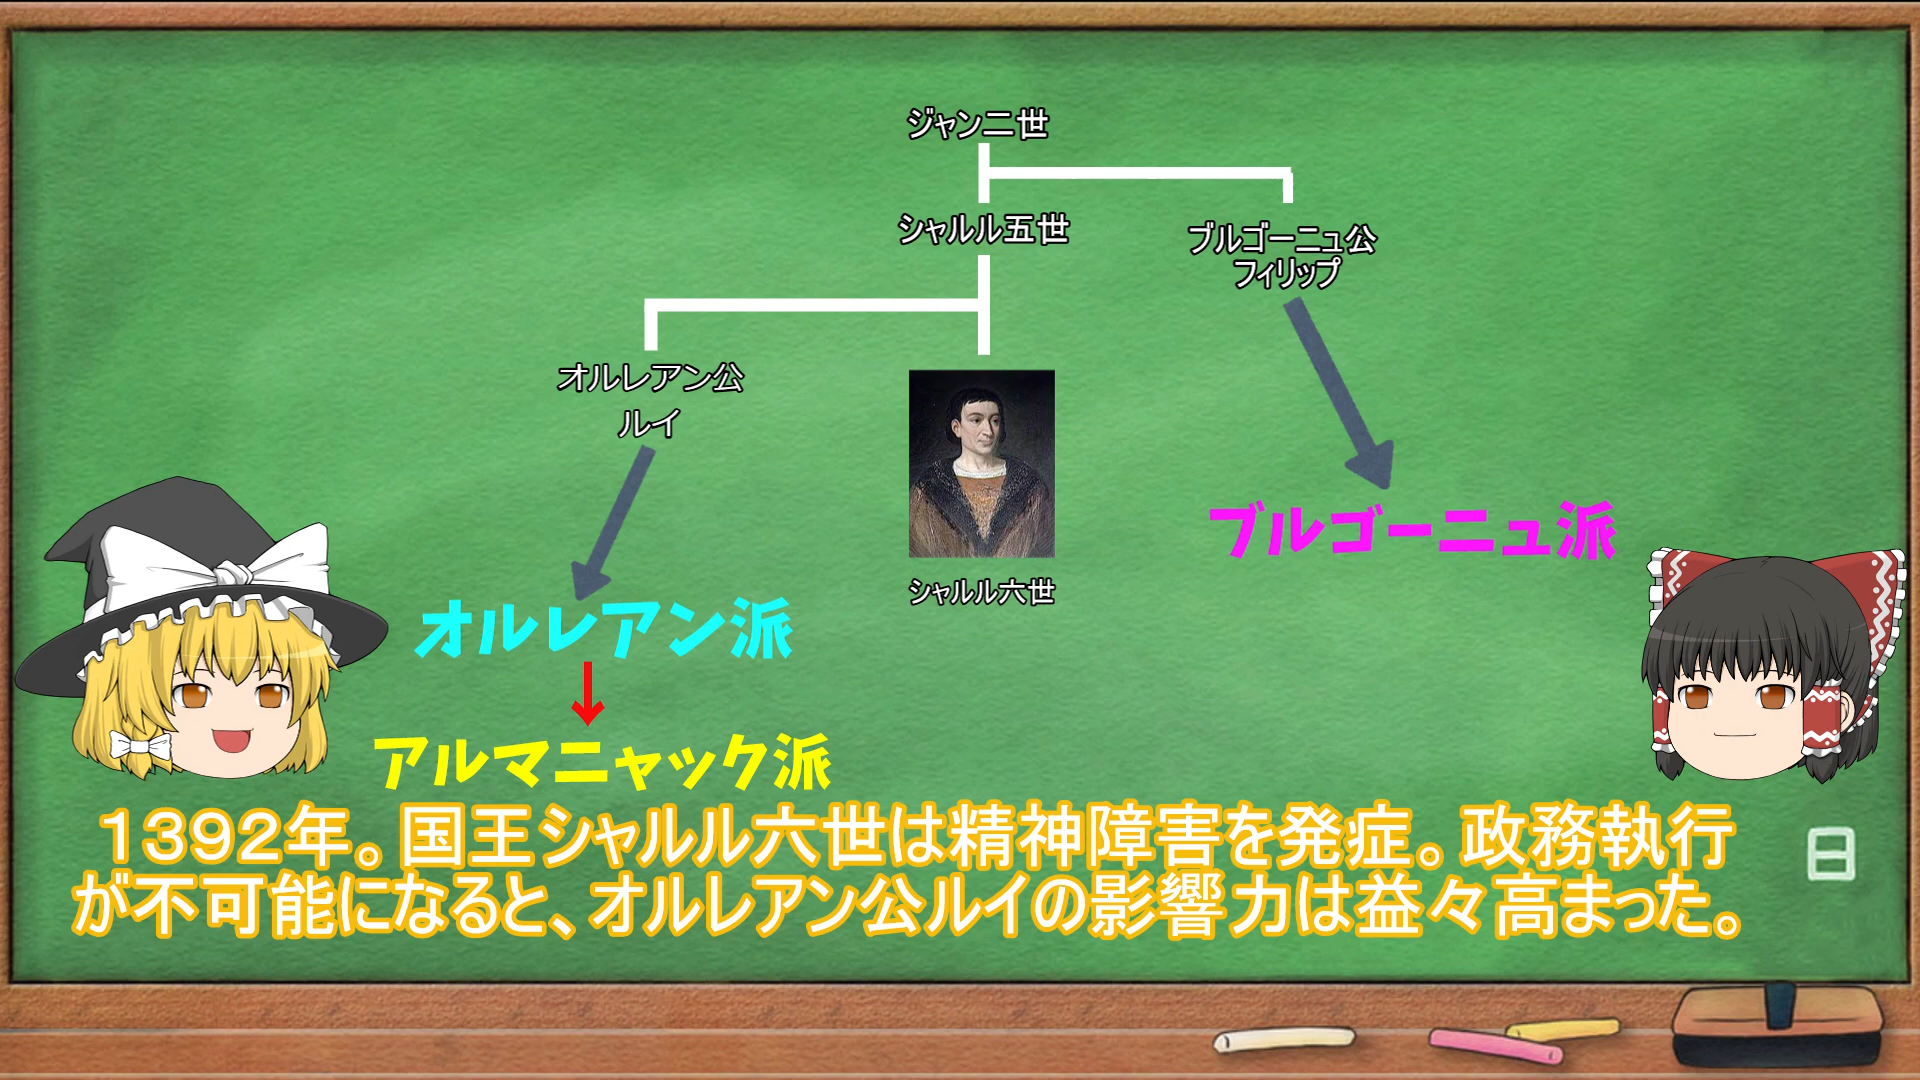 ジャン二世
シャルル五世
ブルゴーニュ公
フィリップ
オルレアン公
ルイ
ブルゴーニュ派
シャルル六世
オルレアン派
アルマニャック派
１３９２年。国王シャルル六世は精神障害を発症。政務執行
が不可能になると、オルレアン公ルイの影響力は益々高まった。
日